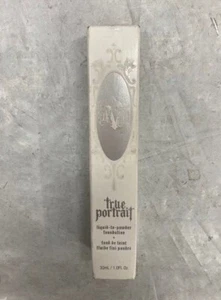 true
portrait
liquid-to-powder
foundation
fond de teint
fluide fini poudre